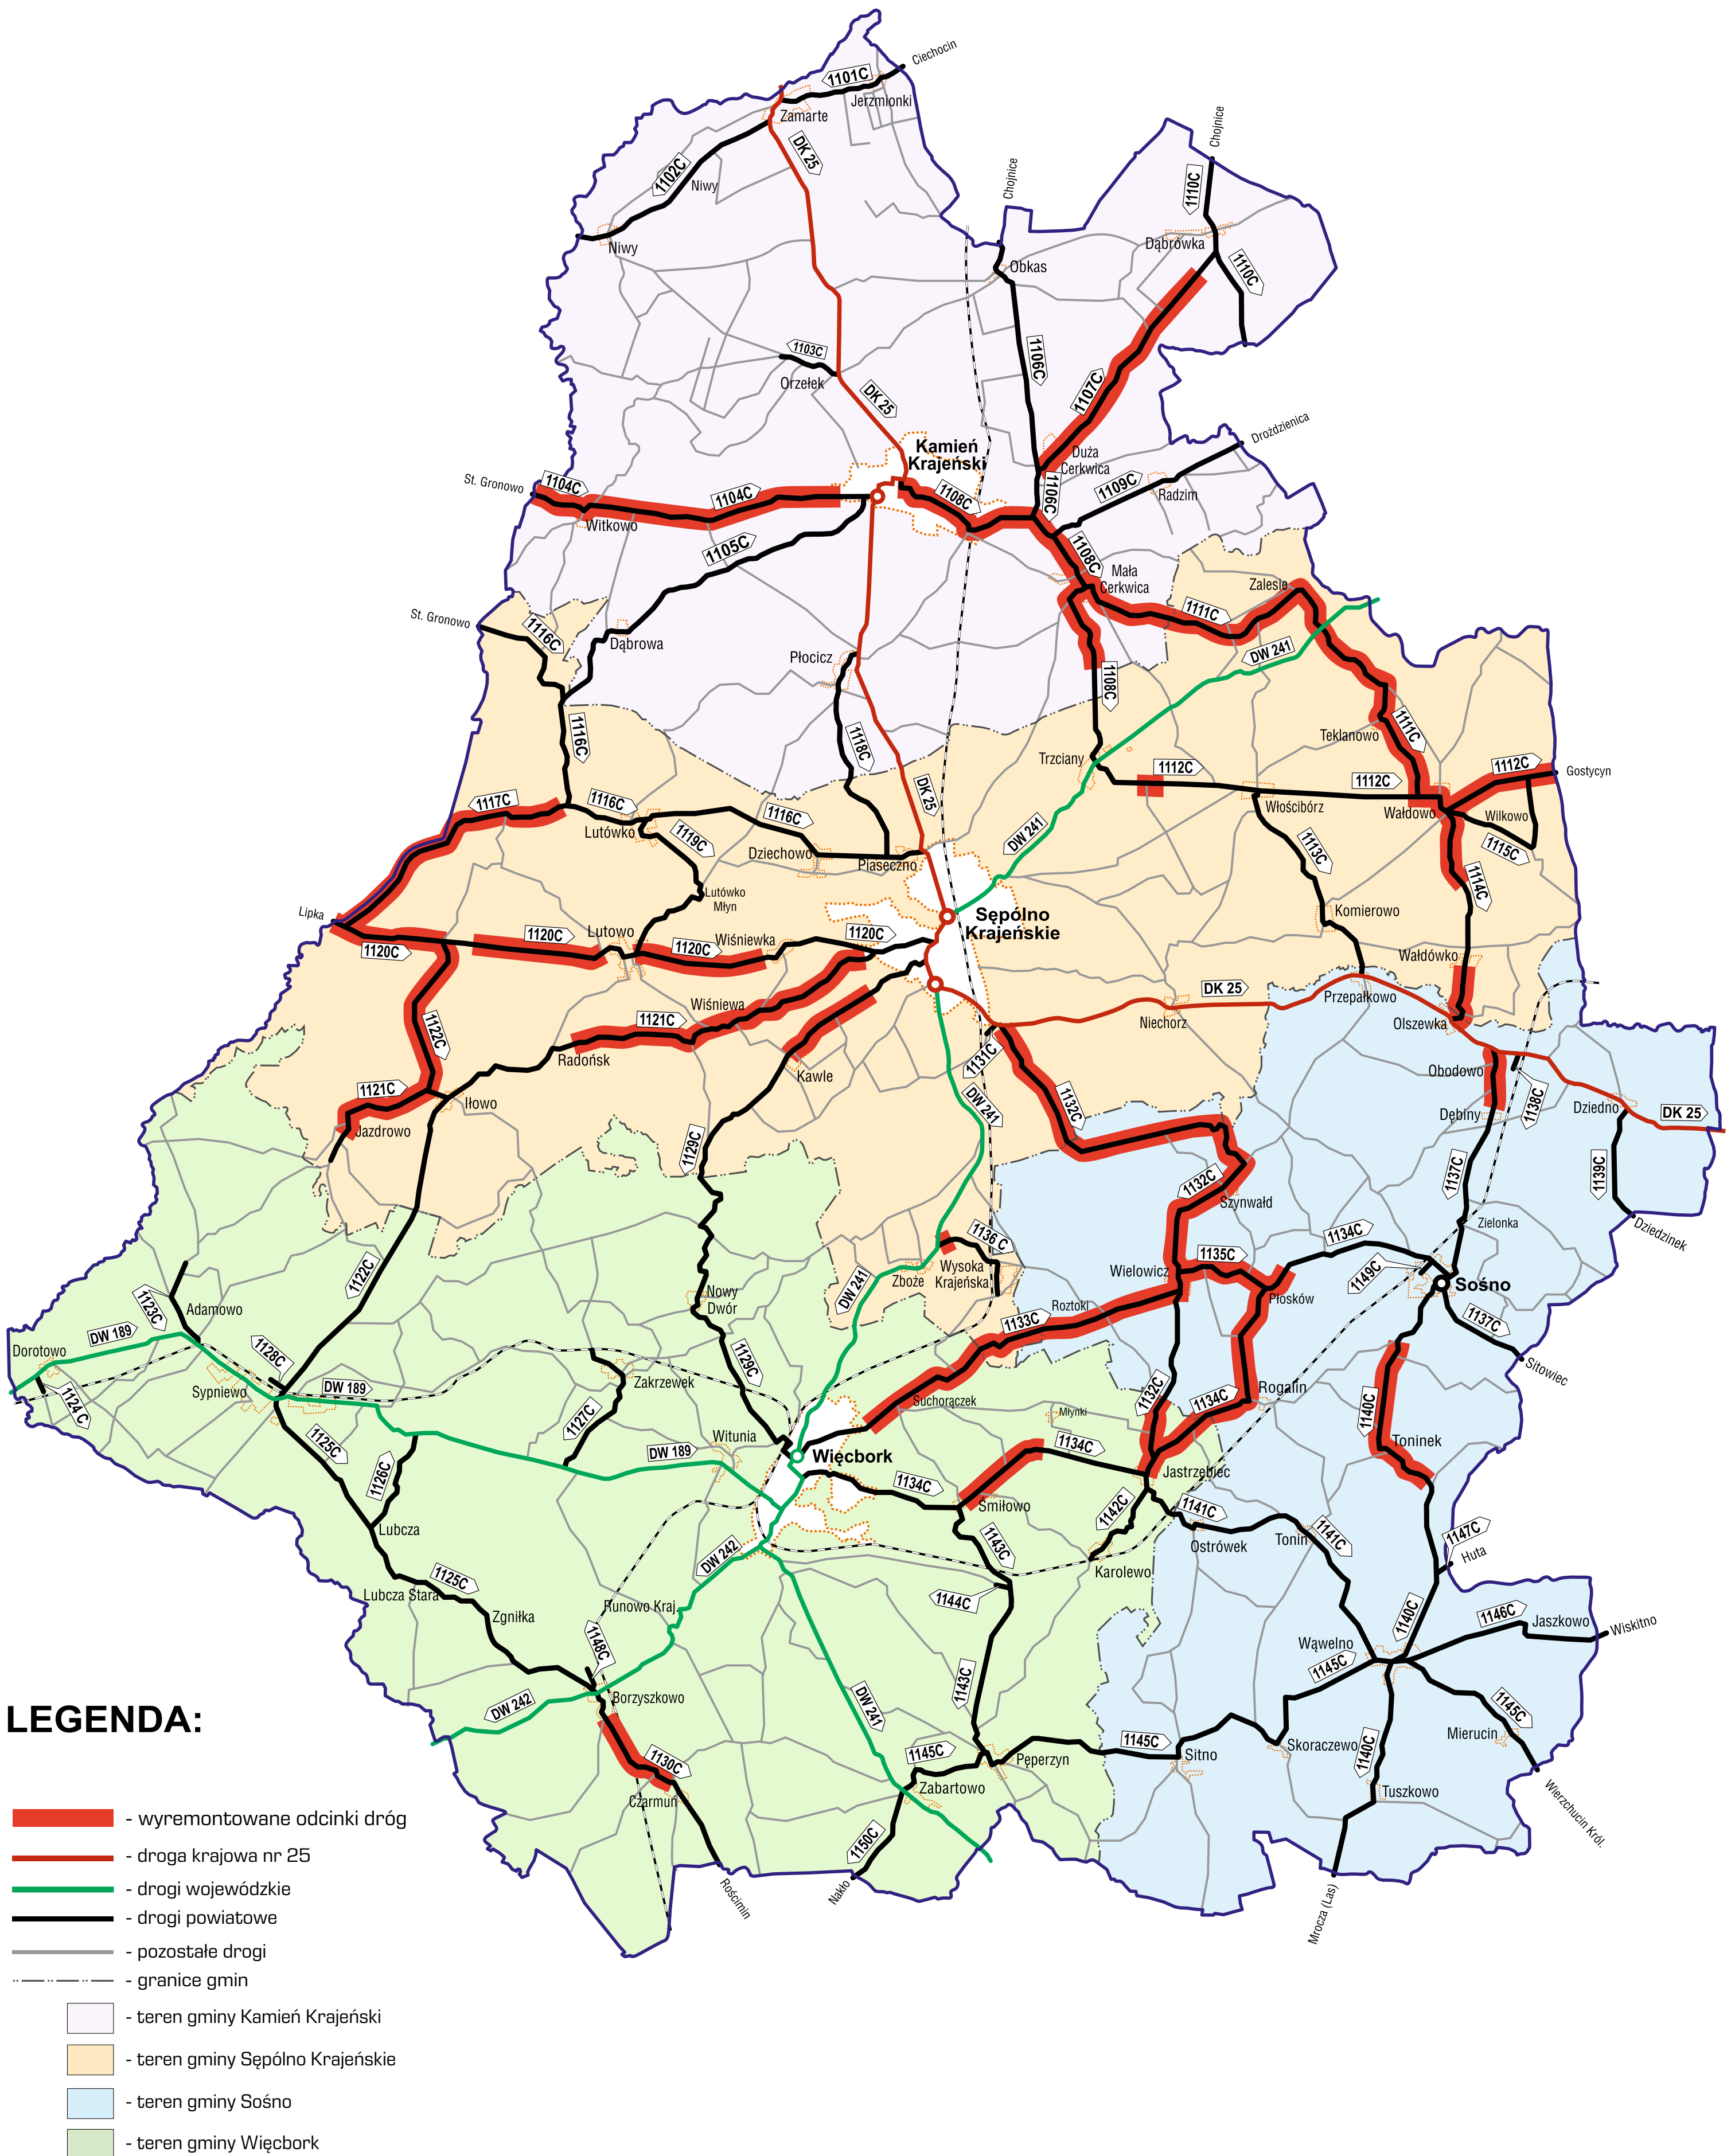 Ciechocin
1101C
Jerzmionki
Zamarte
DK 25
1102C
Niwy
Niwy
Chojnice
Chojnice
1110C
Dąbrówka
1110C
Obkas
1106C
1103C
Orzełek
DK 25
1107C
Kamień
Krajeński
Duża
Cerkwica
Drożdzienica
St. Gronowo
1104C
1104C
1108C
1106C
1109C
Radzim
Witkowo
1105C
1108C
Mała
Cerkwica
Zalesie
St. Gronowo
1116C
1111C
Dąbrowa
Płocicz
DW 241
1108C
1116C
1118C
Teklanowo
1111C
Trzciany
1112C
1112C
1112C
Gostycyn
DK 25
1117C
1116C
Lutówko
1116C
Włościbórz
Wałdowo
Wilkowo
DW 241
1119C
Dziechowo
Piaseczno
1113C
1115C
1114C
Lutówko
Młyn
Lipka
Sępólno
Krajeńskie
Komierowo
1120C
1120C
Lutowo
1120C
Wiśniewka
1120C
Wałdówko
DK 25
Przepałkowo
Wiśniewa
1121C
Niechorz
Olszewka
1122C
Radońsk
1131C
Kawle
Obodowo
1121C
Iłowo
DW 241
1132C
Dębiny
1138C
Dziedno
DK 25
Jazdrowo
1129C
1132C
1137C
1139C
Szynwałd
Zielonka
Dziedzinek
1136 C
1134C
1135C
Wysoka
Krajeńska
Zboże
Wielowicz
1149C
Sośno
1122C
DW 241
Nowy
Dwór
Roztoki
Płosków
1123C
Adamowo
1133C
1137C
DW 189
Dorotowo
1128C
1129C
Sitowiec
Sypniewo
DW 189
Zakrzewek
1124 C
Suchorączek
1132C
1134C
Rogalin
1127C
Młynki
1140C
1125C
Witunia
DW 189
Więcbork
1134C
Toninek
1126C
1134C
Jastrzębiec
Śmiłowo
1142C
1141C
Lubcza
1143C
Ostrówek
Tonin
1141C
1147C
Huta
DW 242
Karolewo
1125C
Lubcza Stara
1144C
Zgniłka
Runowo Kraj.
1140C
1146C
Jaszkowo
Wiskitno
1148C
Wąwelno
1145C
1143C
Borzyszkowo
DW 242
DW 241
1145C
Mierucin
LEGENDA:
1130C
1145C
Pęperzyn
1145C
Sitno
Skoraczewo
1140C
Czarmuń
Zabartowo
Tuszkowo
Wierzchucin Król.
1150C
Rościmin
Nakło
Mrocza (Las)
- wyremontowane odcinki dróg
- droga krajowa nr 25
- drogi wojewódzkie
- drogi powiatowe
- pozostałe drogi
- granice gmin
- teren gminy Kamień Krajeński
- teren gminy Sępólno Krajeńskie
- teren gminy Sośno
- teren gminy Więcbork